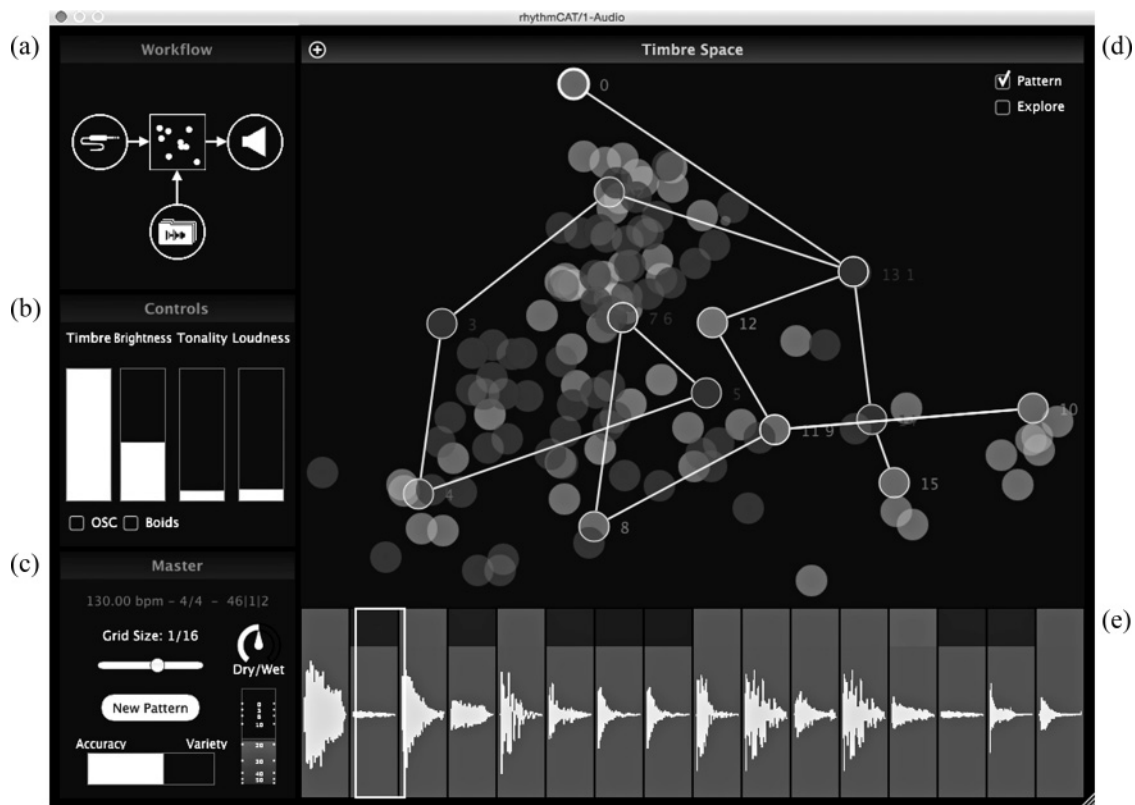 rhythmCAT/1-Audio
(a)
Workflow
Timbre Space
(d)
Pattern
Explore
0
13 1
3
7 6
12
5
10
11 9
4
15
8
(b)
Controls
Timbre Brightness Tonality Loudness
OSC
Boids
(c)
Master
130.00 bpm – 4/4 – 46|1|2
Grid Size: 1/16
Dry/Wet
New Pattern
Accuracy
Variety
(e)